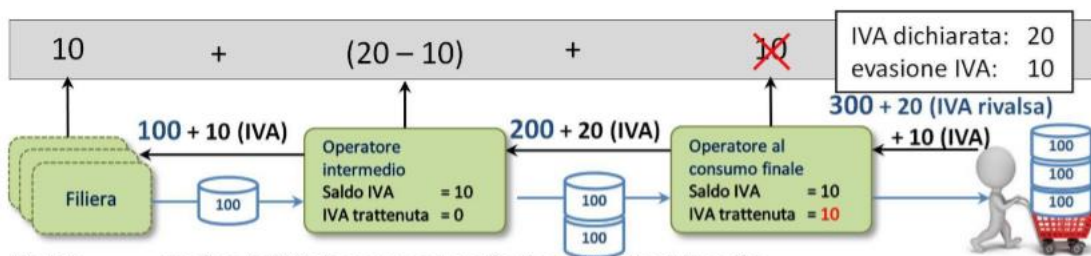 10 + (20 – 10) + 10
IVA dichiarata: 20
evasione IVA: 10
100 + 10 (IVA)
200 + 20 (IVA)
300 + 20 (IVA rivalsa)
+ 10 (IVA)
Filiera
100
Operatore
intermedio
Saldo IVA = 10
IVA trattenuta = 0
100
100
Operatore al
consumo finale
Saldo IVA = 10
IVA trattenuta = 10
100
100
100